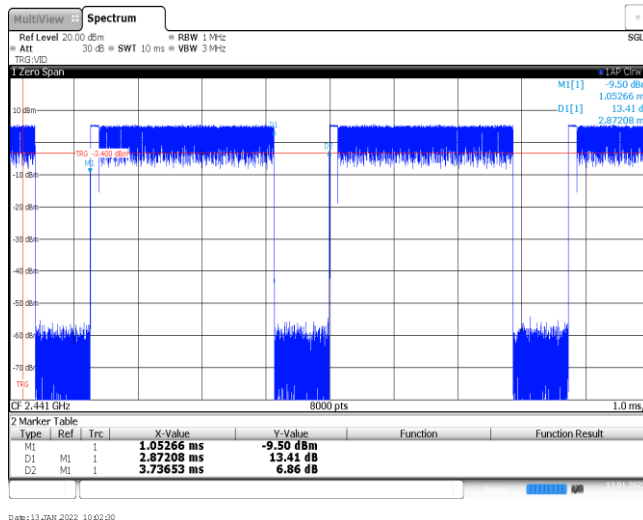 MultiView Spectrum
Ref Level 20.00 dBm RBW 1 MHz SGL
Att 30 dB SWT 10 ms VBW 3 MHz
TRG:VID
1 Zero Span 1AP Clrw
M1[1] -9.50 dBm
1.05266 ms
D1[1] 13.41 d
2.87208 ms
10 dBm
D1
D2
TRG -3.400 dBm
M1
-10 dBm
-20 dBm
-30 dBm
-40 dBm
-50 dBm
-60 dBm
-70 dBm
TRG
CF 2.441 GHz 8000 pts 1.0 ms
2 Marker Table
Type Ref Trc X-Value Y-Value Function Function Result
M1 1 1.05266 ms -9.50 dBm
D1 M1 1 2.87208 ms 13.41 dB
D2 M1 1 3.73653 ms 6.86 dB
Date: 13.JAN.2022 10:02:30